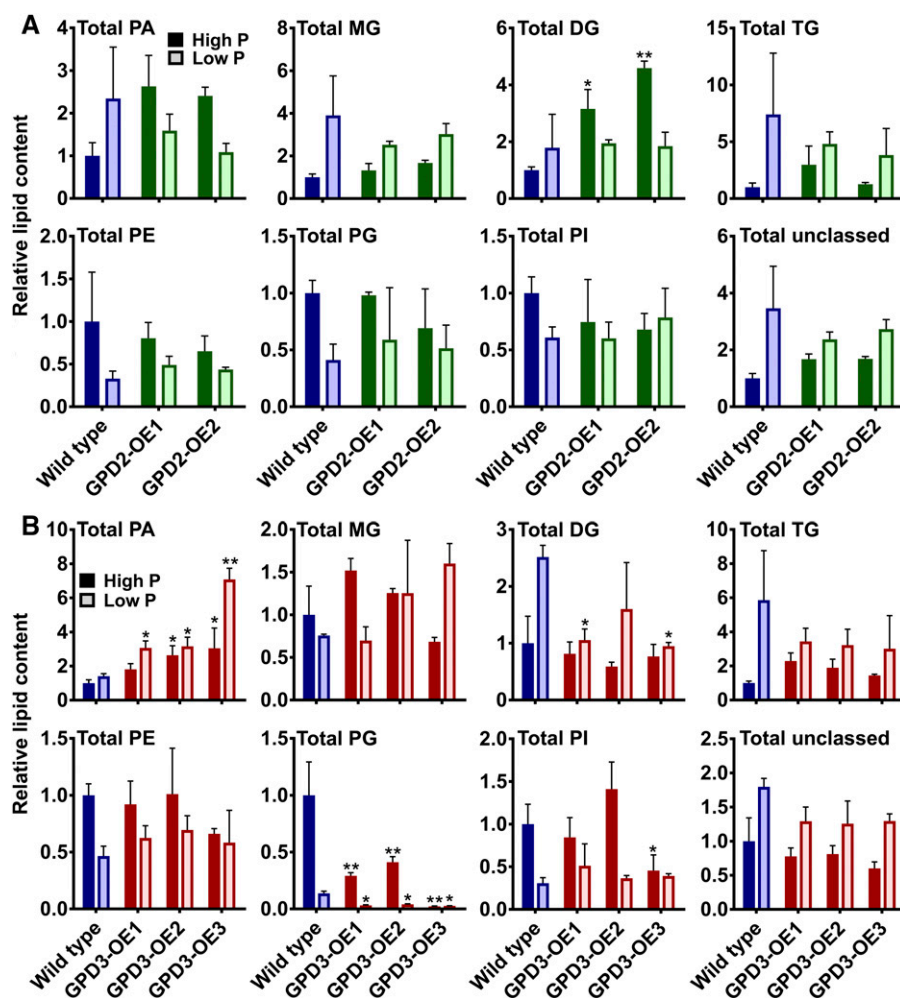 A
Total PA
High P
Low P
4
3
2
1
0
Total MG
8
6
4
2
0
Total DG
* **
6
4
2
0
Total TG
15
10
5
0
Relative lipid content
Total PE
2.0
1.5
1.0
0.5
0.0
Total PG
1.5
1.0
0.5
0.0
Total PI
1.5
1.0
0.5
0.0
Total unclassed
6
4
2
0
Wild type
GPD2-OE1
GPD2-OE2
Wild type
GPD2-OE1
GPD2-OE2
Wild type
GPD2-OE1
GPD2-OE2
Wild type
GPD2-OE1
GPD2-OE2
B
Total PA
High P
Low P
* * * * **
10
8
6
4
2
0
Total MG
2.0
1.5
1.0
0.5
0.0
Total DG
* *
3
2
1
0
Total TG
10
8
6
4
2
0
Relative lipid content
Total PE
1.5
1.0
0.5
0.0
Total PG
** * ** * ** *
1.5
1.0
0.5
0.0
Total PI
*
2.0
1.5
1.0
0.5
0.0
Total unclassed
2.5
2.0
1.5
1.0
0.5
0.0
Wild type
GPD3-OE1
GPD3-OE2
GPD3-OE3
Wild type
GPD3-OE1
GPD3-OE2
GPD3-OE3
Wild type
GPD3-OE1
GPD3-OE2
GPD3-OE3
Wild type
GPD3-OE1
GPD3-OE2
GPD3-OE3